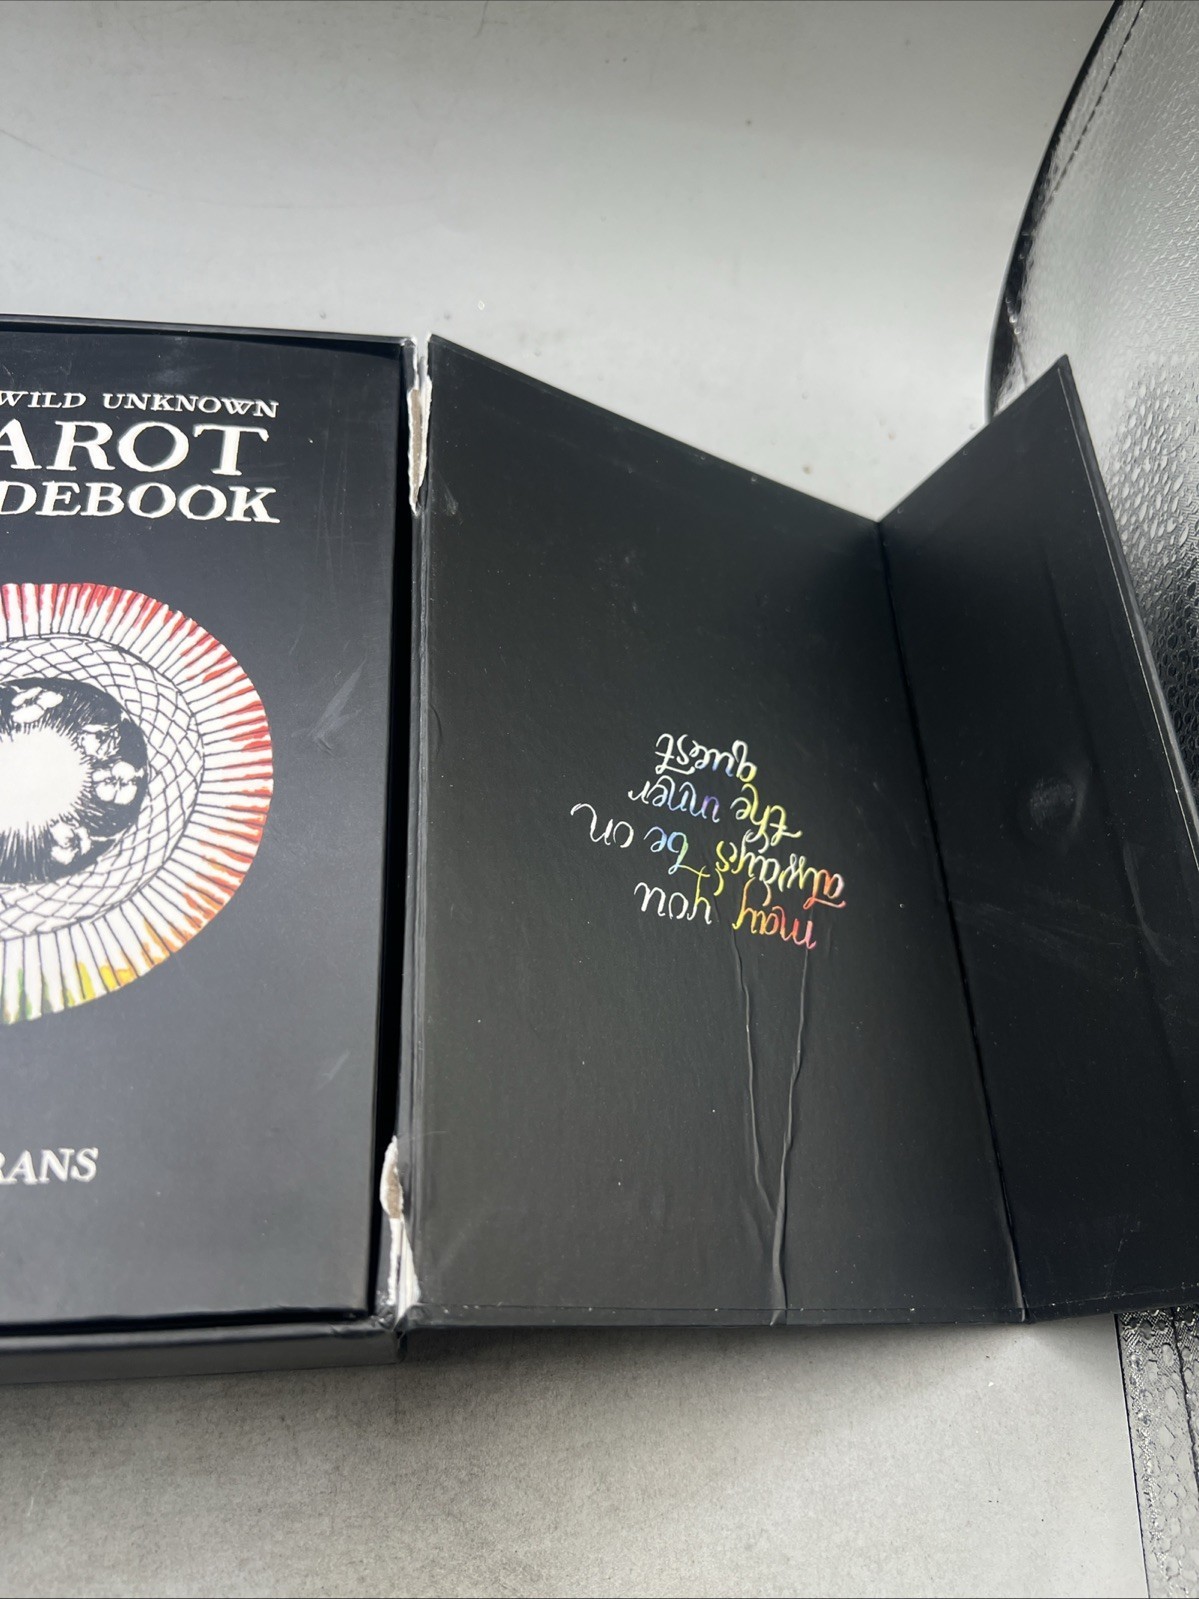 WILD UNKNOWN
AROT
DEBOOK
RANS
may you
always be on
the inner
quest